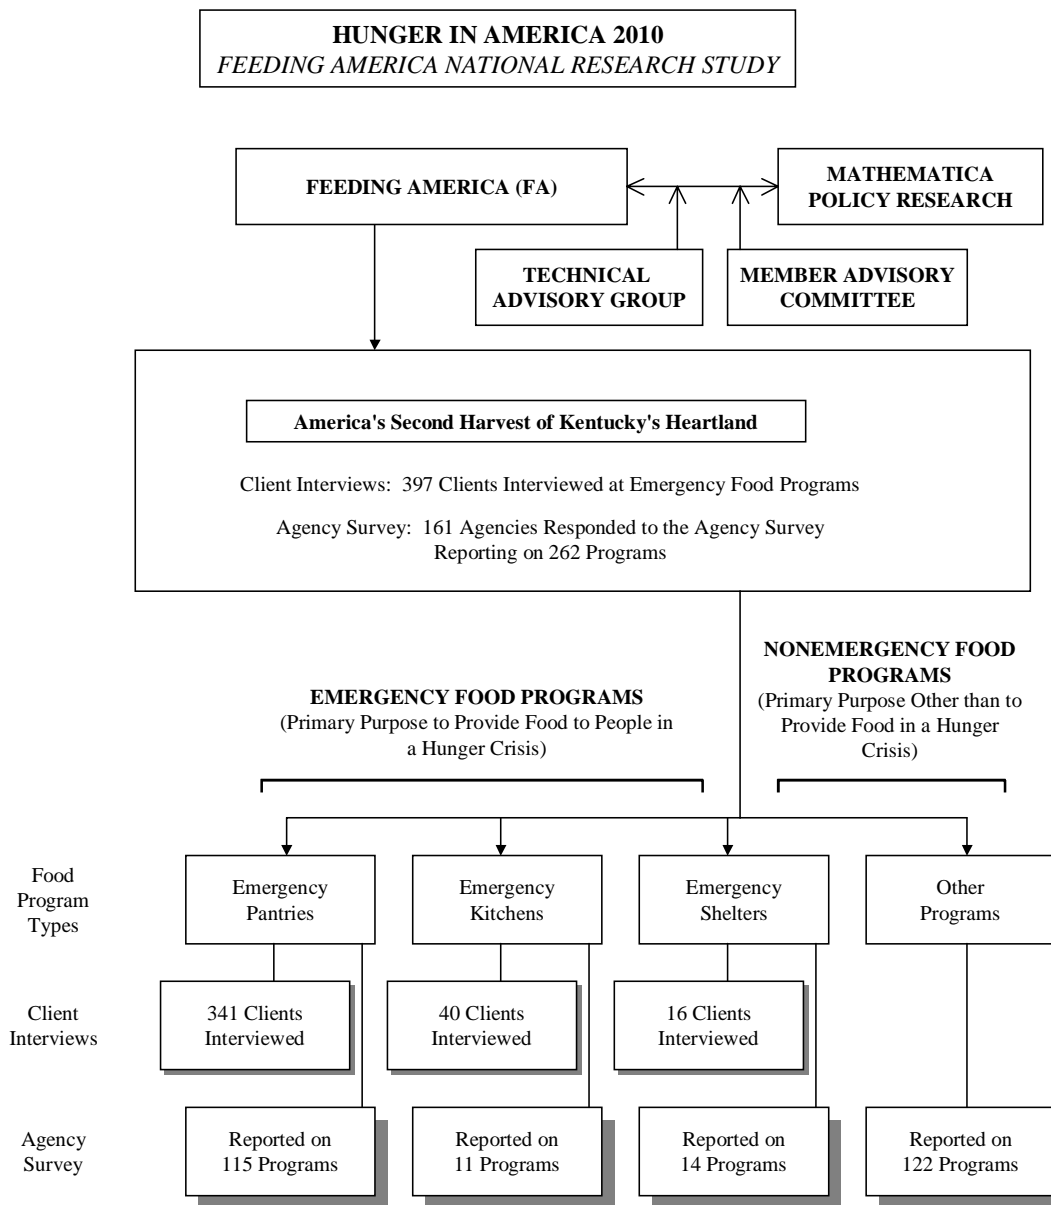 HUNGER IN AMERICA 2010
FEEDING AMERICA NATIONAL RESEARCH STUDY
FEEDING AMERICA (FA)
MATHEMATICA
POLICY RESEARCH
TECHNICAL
ADVISORY GROUP
MEMBER ADVISORY
COMMITTEE
America's Second Harvest of Kentucky's Heartland
Client Interviews:  397 Clients Interviewed at Emergency Food Programs
Agency Survey:  161 Agencies Responded to the Agency Survey
Reporting on 262 Programs
EMERGENCY FOOD PROGRAMS
(Primary Purpose to Provide Food to People in
a Hunger Crisis)
NONEMERGENCY FOOD
PROGRAMS
(Primary Purpose Other than to
Provide Food in a Hunger
Crisis)
Food
Program
Types
Emergency
Pantries
Emergency
Kitchens
Emergency
Shelters
Other
Programs
Client
Interviews
341 Clients
Interviewed
40 Clients
Interviewed
16 Clients
Interviewed
Agency
Survey
Reported on
115 Programs
Reported on
11 Programs
Reported on
14 Programs
Reported on
122 Programs